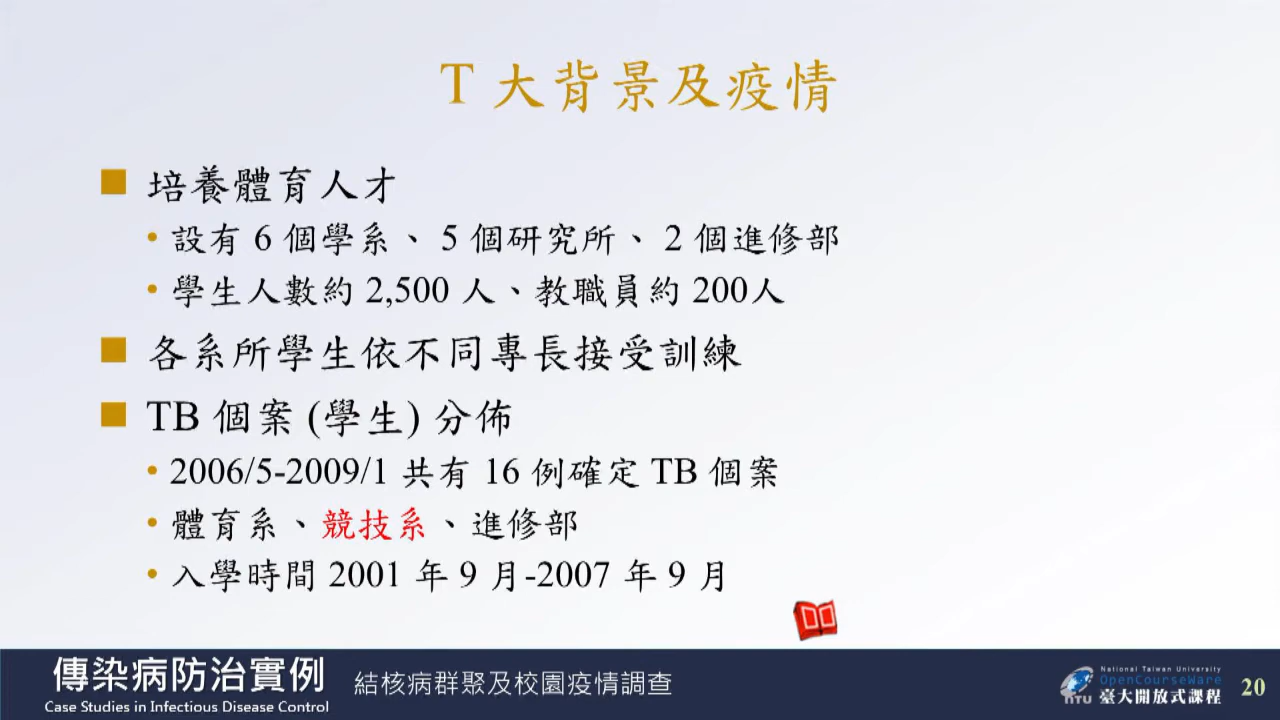 T 大背景及疫情
培養體育人才
• 設有 6 個學系、 5 個研究所、 2 個進修部
• 學生人數約 2,500 人、教職員約 200人
各系所學生依不同專長接受訓練
TB 個案 (學生) 分佈
• 2006/5-2009/1 共有 16 例確定 TB 個案
• 體育系、競技系、進修部
• 入學時間 2001 年 9 月-2007 年 9 月
傳染病防治實例
Case Studies in Infectious Disease Control
結核病群聚及校園疫情調查
National Taiwan University
OpenCourseWare
NTU 臺大開放式課程
20